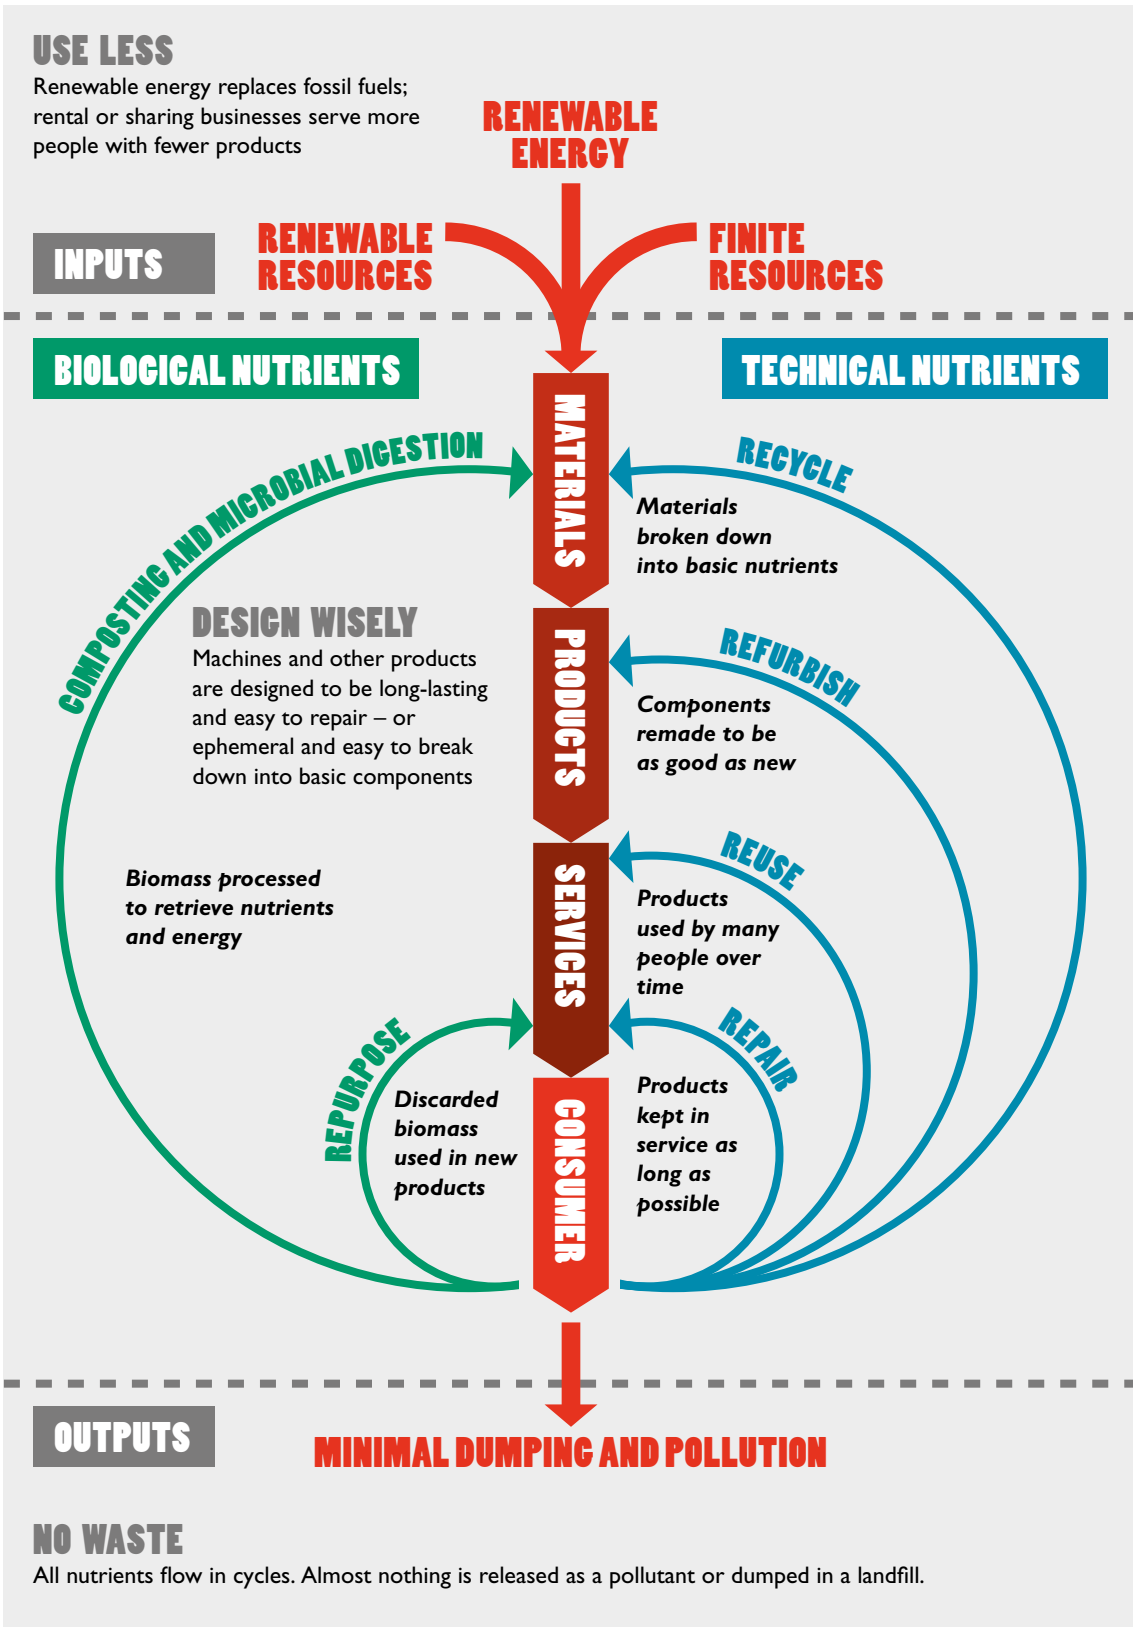 USE LESS
Renewable energy replaces fossil fuels;
rental or sharing businesses serve more
people with fewer products
RENEWABLE
ENERGY
INPUTS
RENEWABLE
RESOURCES
FINITE
RESOURCES
BIOLOGICAL NUTRIENTS
TECHNICAL NUTRIENTS
MATERIALS
COMPOSTING AND MICROBIAL DIGESTION
RECYCLE
Materials
broken down
into basic nutrients
DESIGN WISELY
Machines and other products
are designed to be long-lasting
and easy to repair – or
ephemeral and easy to break
down into basic components
PRODUCTS
REFURBISH
Components
remade to be
as good as new
Biomass processed
to retrieve nutrients
and energy
SERVICES
REUSE
Products
used by many
people over
time
REPURPOSE
Discarded
biomass
used in new
products
CONSUMER
REPAIR
Products
kept in
service as
long as
possible
OUTPUTS
MINIMAL DUMPING AND POLLUTION
NO WASTE
All nutrients flow in cycles. Almost nothing is released as a pollutant or dumped in a landfill.